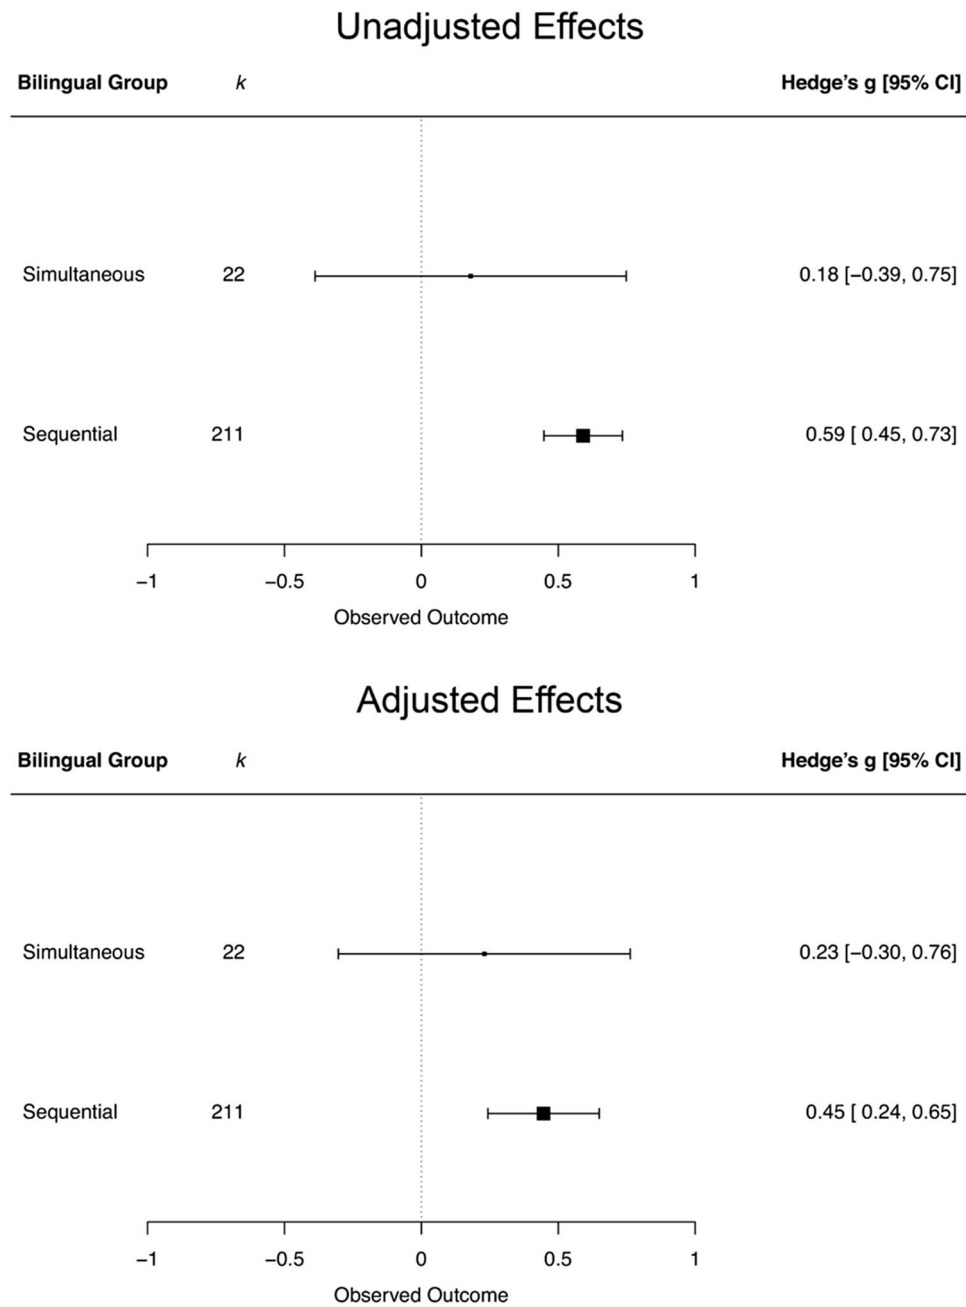 Unadjusted Effects
Bilingual Group k Hedge's g [95% CI]
Simultaneous 22 0.18 [−0.39, 0.75]
Sequential 211 0.59 [ 0.45, 0.73]
−1 −0.5 0 0.5 1
Observed Outcome
Adjusted Effects
Bilingual Group k Hedge's g [95% CI]
Simultaneous 22 0.23 [−0.30, 0.76]
Sequential 211 0.45 [ 0.24, 0.65]
−1 −0.5 0 0.5 1
Observed Outcome